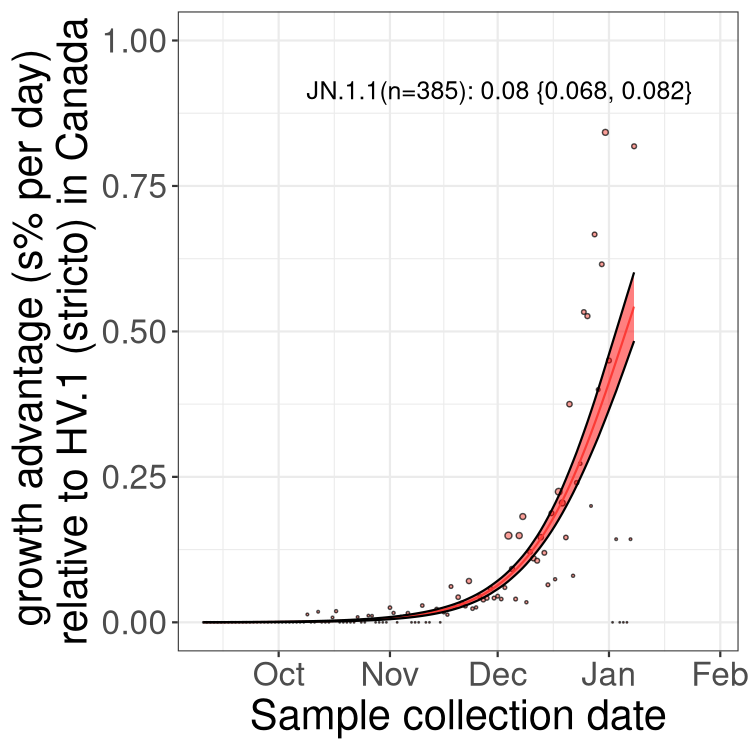 growth advantage (s% per day)
relative to HV.1 (stricto) in Canada
1.00
0.75
0.50
0.25
0.00
JN.1.1(n=385): 0.08 {0.068, 0.082}
Oct Nov Dec Jan Feb
Sample collection date